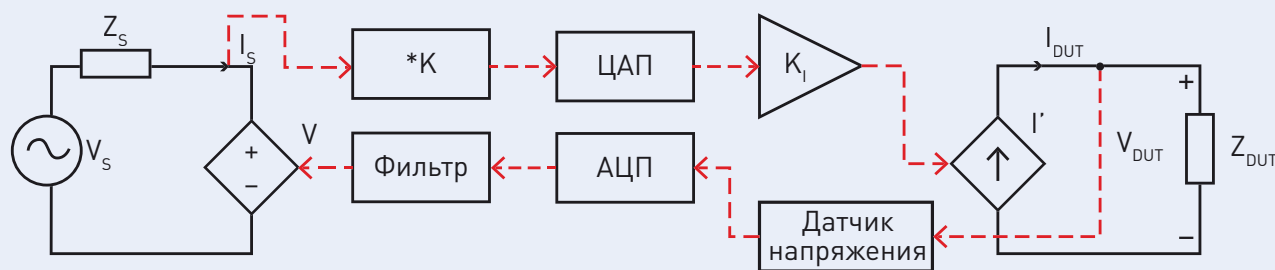 Z_S
I_S
*К
ЦАП
K_I
I_DUT
+
V_S
V
+
−
Фильтр
АЦП
I'
V_DUT
Z_DUT
−
Датчик
напряжения